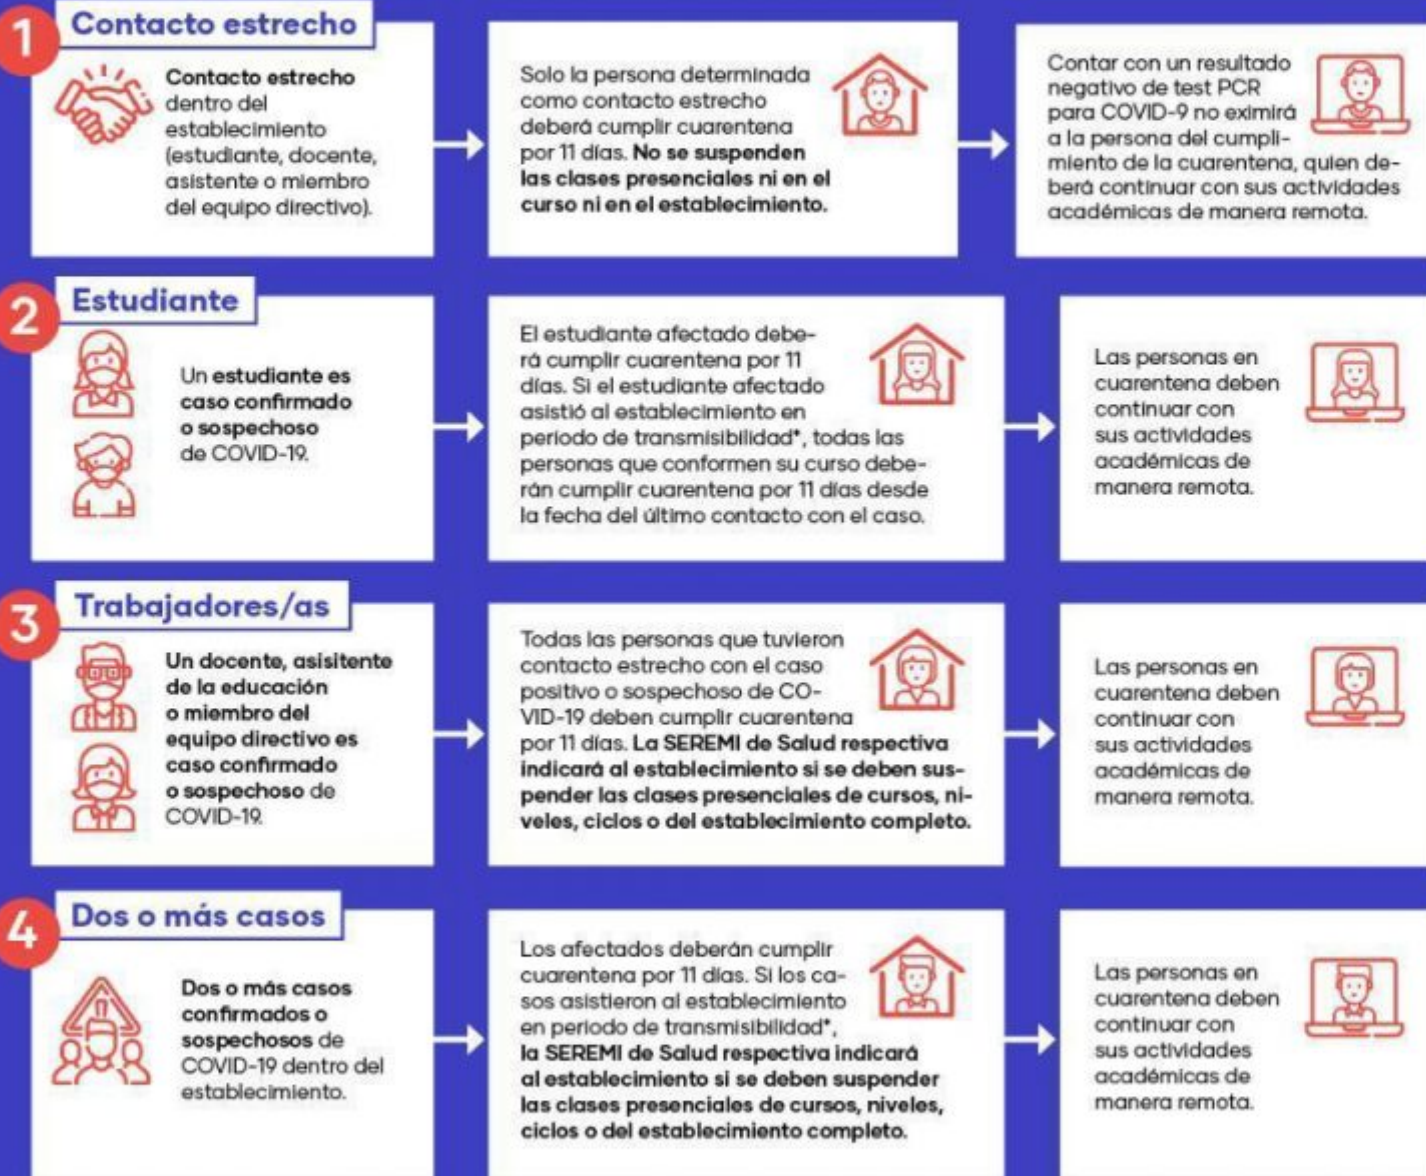 1
Contacto estrecho
Contacto estrecho
dentro del
establecimiento
(estudiante, docente,
asistente o miembro
del equipo directivo).
Solo la persona determinada
como contacto estrecho
deberá cumplir cuarentena
por 11 días. No se suspenden
las clases presenciales ni en el
curso ni en el establecimiento.
Contar con un resultado
negativo de test PCR
para COVID-9 no eximirá
a la persona del cumpli-
miento de la cuarentena, quien de-
berá continuar con sus actividades
académicas de manera remota.
2
Estudiante
Un estudiante es
caso confirmado
o sospechoso
de COVID-19.
El estudiante afectado debe-
rá cumplir cuarentena por 11
días. Si el estudiante afectado
asistió al establecimiento en
periodo de transmisibilidad*, todas las
personas que conformen su curso debe-
rán cumplir cuarentena por 11 días desde
la fecha del último contacto con el caso.
Las personas en
cuarentena deben
continuar con
sus actividades
académicas de
manera remota.
3
Trabajadores/as
Un docente, asisitente
de la educación
o miembro del
equipo directivo es
caso confirmado
o sospechoso de
COVID-19.
Todas las personas que tuvieron
contacto estrecho con el caso
positivo o sospechoso de CO-
VID-19 deben cumplir cuarentena
por 11 días. La SEREMI de Salud respectiva
indicará al establecimiento si se deben sus-
pender las clases presenciales de cursos, ni-
veles, ciclos o del establecimiento completo.
Las personas en
cuarentena deben
continuar con
sus actividades
académicas de
manera remota.
4
Dos o más casos
Dos o más casos
confirmados o
sospechosos de
COVID-19 dentro del
establecimiento.
Los afectados deberán cumplir
cuarentena por 11 días. Si los ca-
sos asistieron al establecimiento
en periodo de transmisibilidad*,
la SEREMI de Salud respectiva indicará
al establecimiento si se deben suspender
las clases presenciales de cursos, niveles,
ciclos o del establecimiento completo.
Las personas en
cuarentena deben
continuar con
sus actividades
académicas de
manera remota.